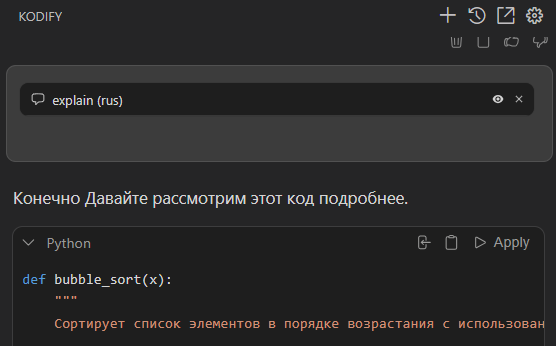 KODIFY
explain (rus)
Конечно Давайте рассмотрим этот код подробнее.
Python
Apply
def bubble_sort(x):
"""
Сортирует список элементов в порядке возрастания с использован